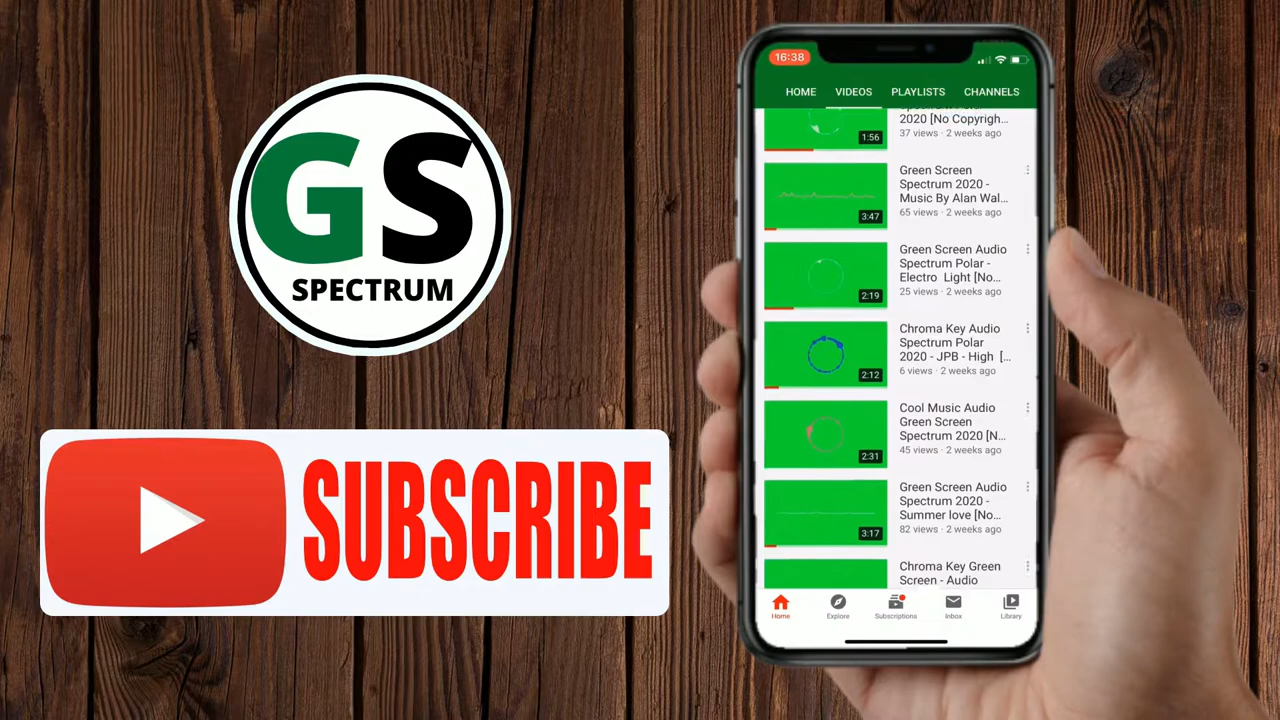 GS
SPECTRUM
SUBSCRIBE
16:38
HOME VIDEOS PLAYLISTS CHANNELS
2020 [No Copyrigh...
37 views · 2 weeks ago
1:56
Green Screen
Spectrum 2020 -
Music By Alan Wal...
65 views · 2 weeks ago
3:47
Green Screen Audio
Spectrum Polar -
Electro Light [No...
25 views · 2 weeks ago
2:19
Chroma Key Audio
Spectrum Polar
2020 - JPB - High [...
6 views · 2 weeks ago
2:12
Cool Music Audio
Green Screen
Spectrum 2020 [N...
45 views · 2 weeks ago
2:31
Green Screen Audio
Spectrum 2020 -
Summer love [No...
82 views · 2 weeks ago
3:17
Chroma Key Green
Screen - Audio
Home Explore Subscriptions Inbox Library